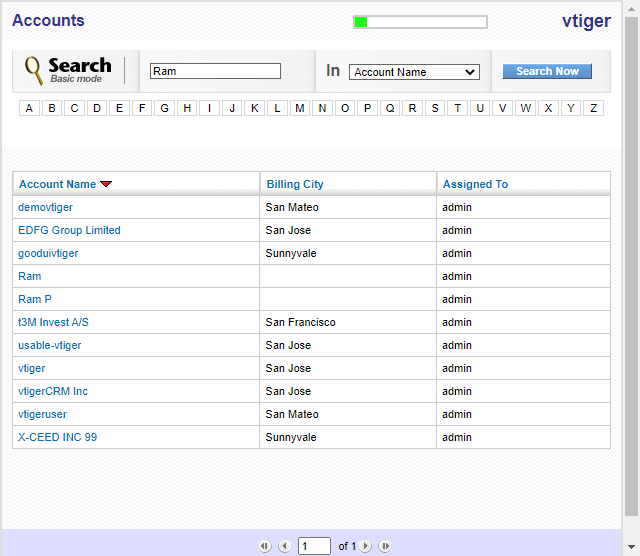 Accounts vtiger
Search Basic mode Ram In Account Name Search Now
A B C D E F G H I J K L M N O P Q R S T U V W X Y Z
Account Name Billing City Assigned To
demovtiger San Mateo admin
EDFG Group Limited San Jose admin
gooduivtiger Sunnyvale admin
Ram admin
Ram P admin
t3M Invest A/S San Francisco admin
usable-vtiger San Jose admin
vtiger San Jose admin
vtigerCRM Inc San Jose admin
vtigeruser San Mateo admin
X-CEED INC 99 Sunnyvale admin
1 of 1